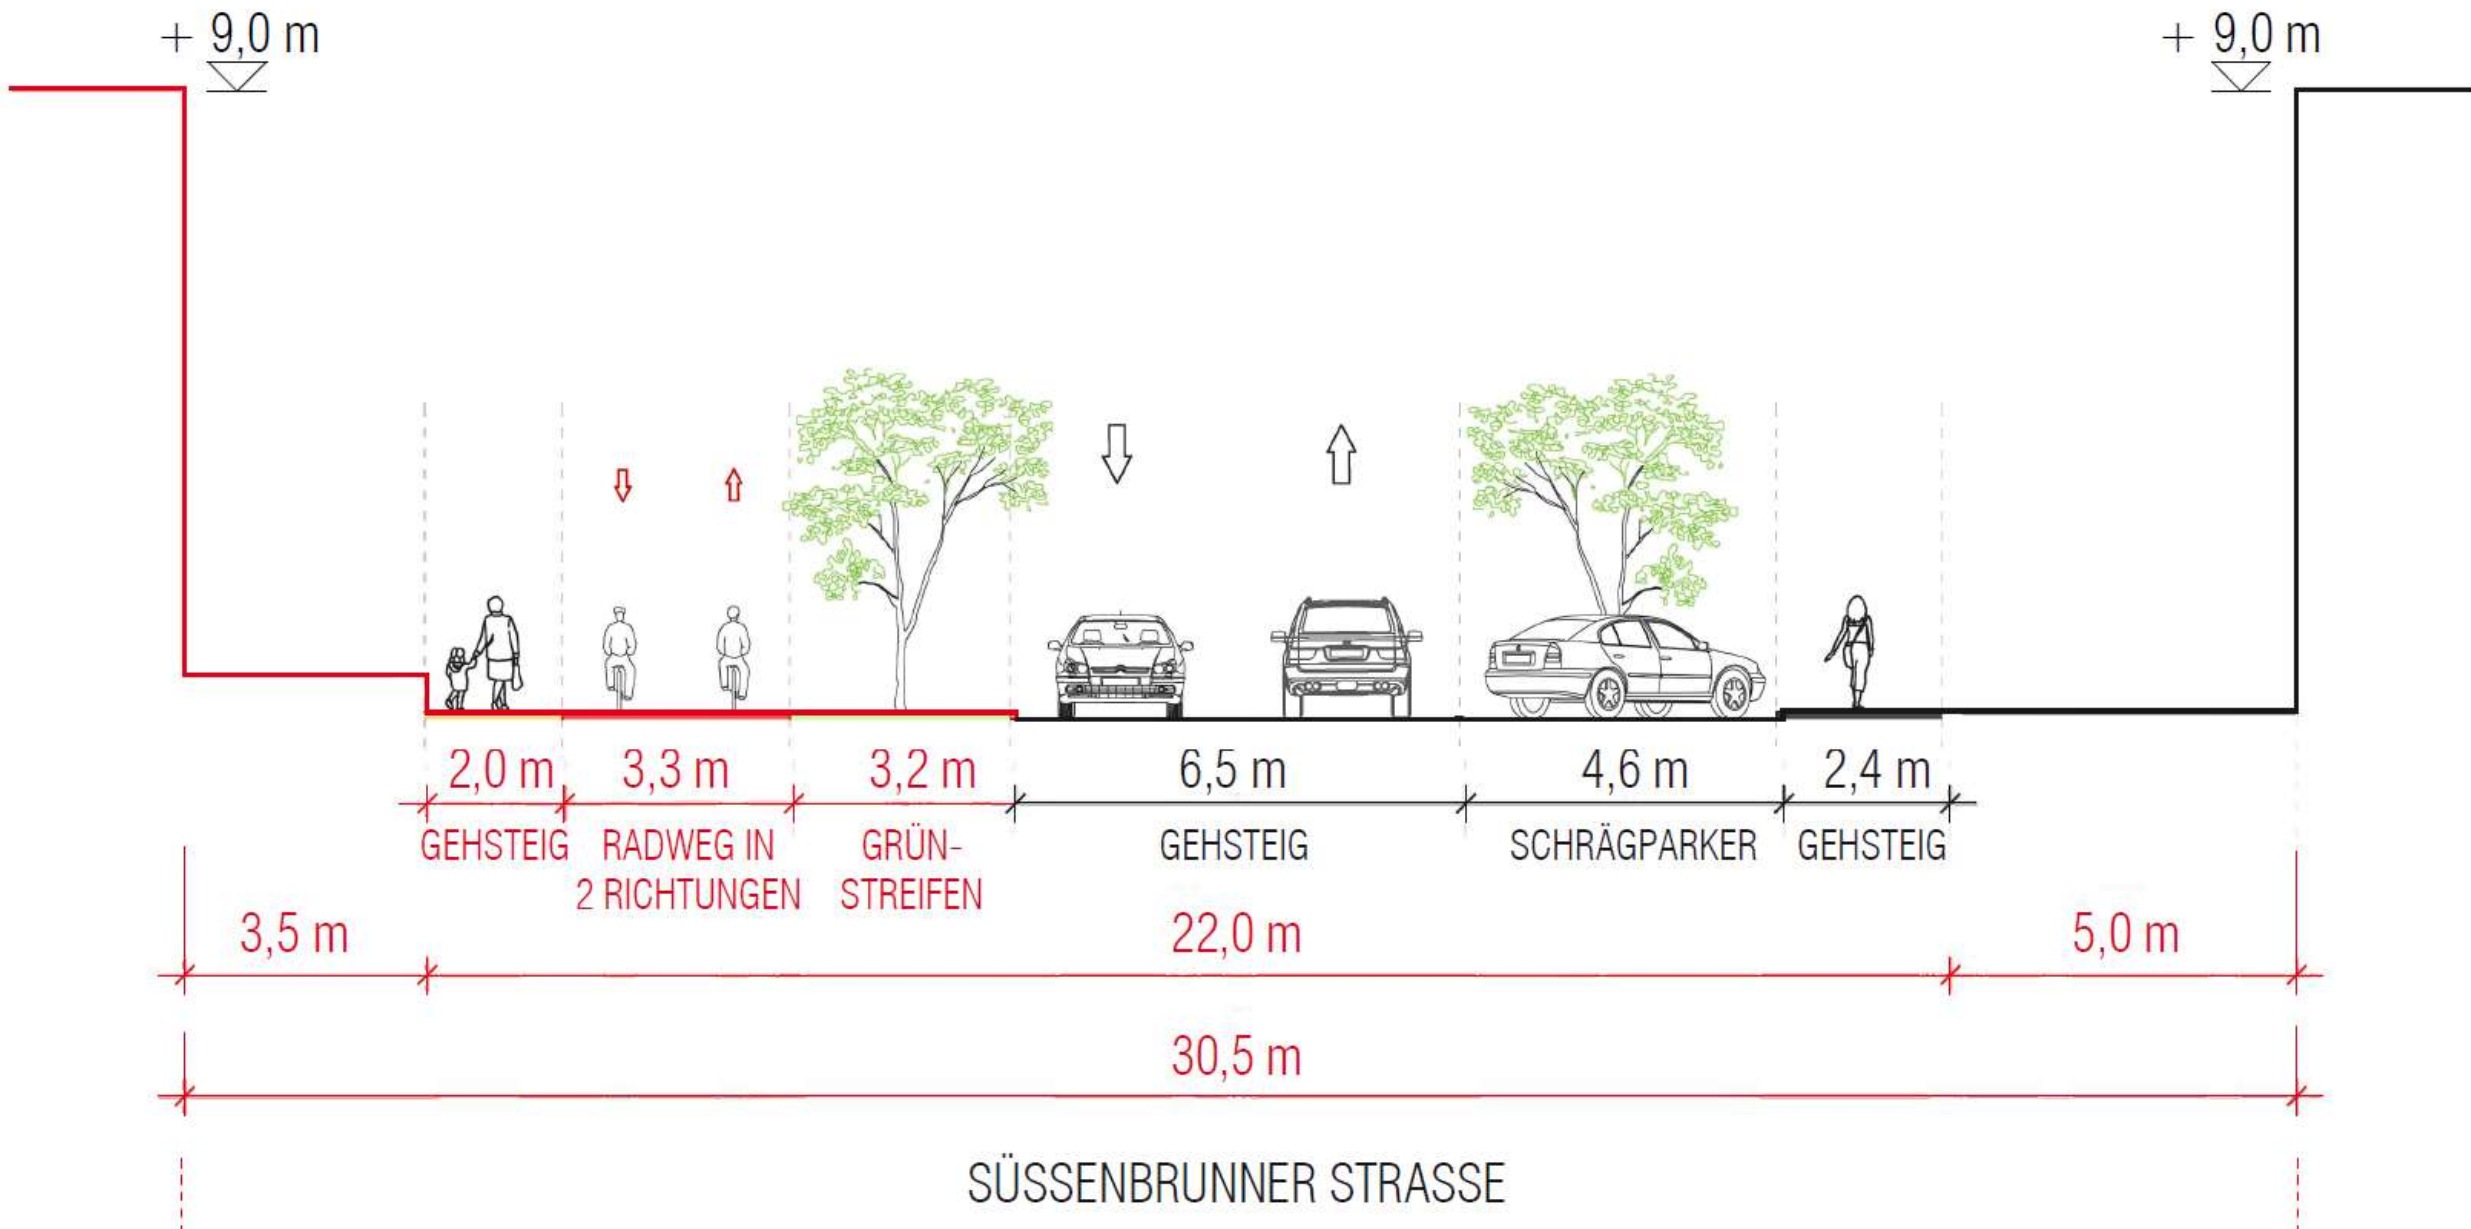 + 9,0 m
+ 9,0 m
2,0 m
3,3 m
3,2 m
6,5 m
4,6 m
2,4 m
GEHSTEIG
RADWEG IN
2 RICHTUNGEN
GRÜN-
STREIFEN
GEHSTEIG
SCHRÄGPARKER
GEHSTEIG
3,5 m
22,0 m
5,0 m
30,5 m
SÜSSENBRUNNER STRASSE